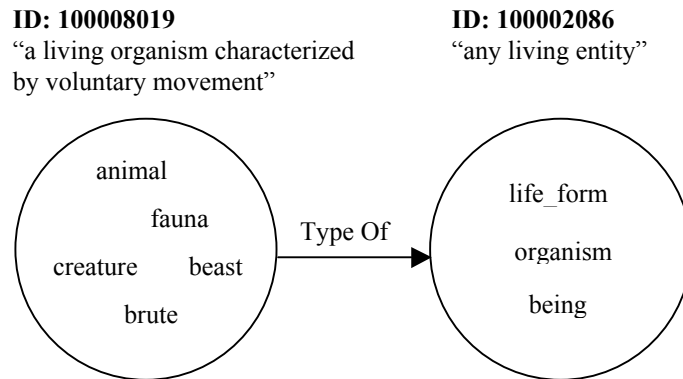 ID: 100008019
“a living organism characterized
by voluntary movement”
ID: 100002086
“any living entity”
animal
fauna
creature beast
brute
Type Of
life_form
organism
being